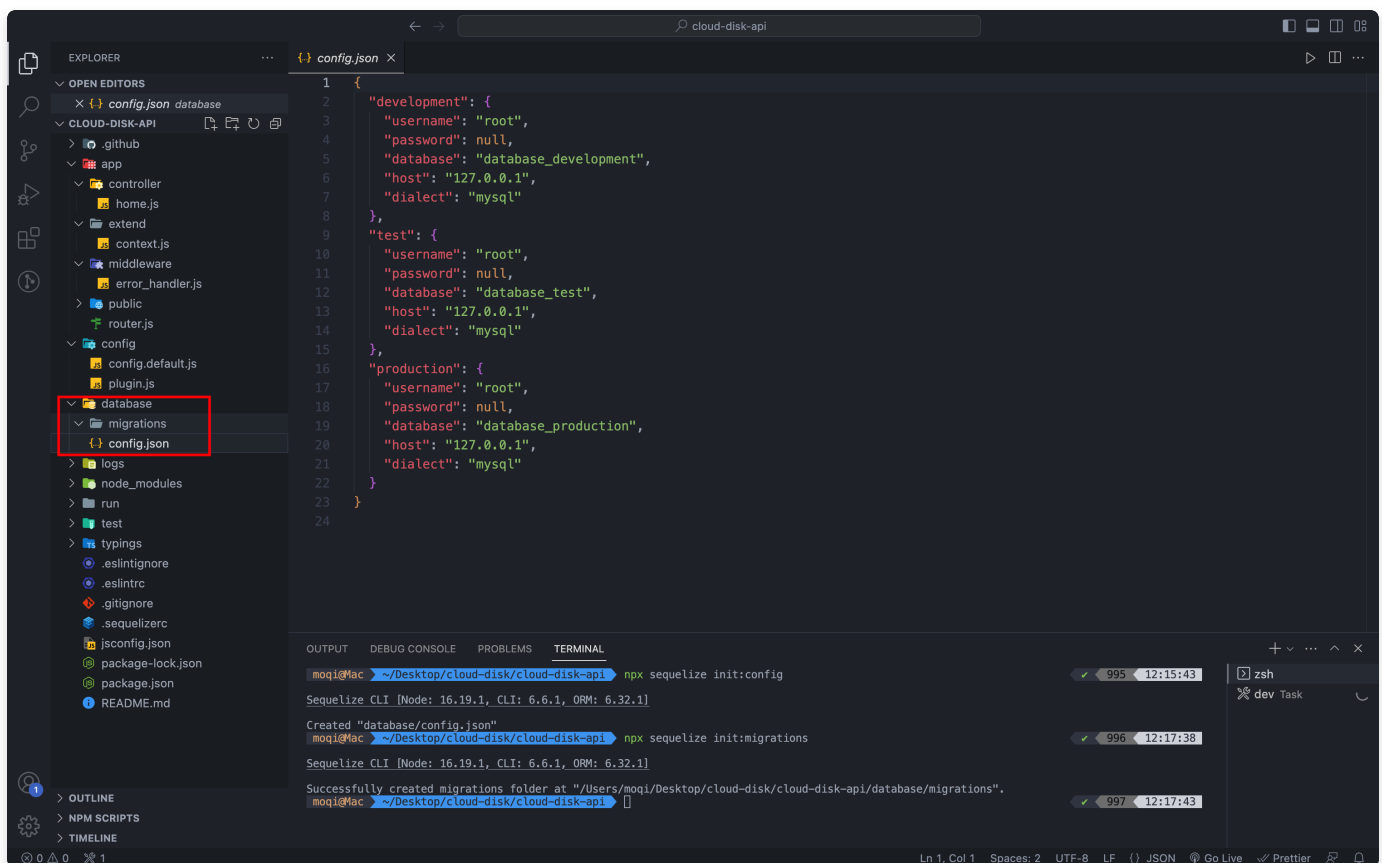 cloud-disk-api
EXPLORER
OPEN EDITORS
config.json database
CLOUD-DISK-API
.github
app
controller
home.js
extend
context.js
middleware
error_handler.js
public
router.js
config
config.default.js
plugin.js
database
migrations
config.json
logs
node_modules
run
test
typings
.eslintignore
.eslintrc
.gitignore
.sequelizerc
jsconfig.json
package-lock.json
package.json
README.md
OUTLINE
NPM SCRIPTS
TIMELINE
config.json
1 {
2 "development": {
3 "username": "root",
4 "password": null,
5 "database": "database_development",
6 "host": "127.0.0.1",
7 "dialect": "mysql"
8 },
9 "test": {
10 "username": "root",
11 "password": null,
12 "database": "database_test",
13 "host": "127.0.0.1",
14 "dialect": "mysql"
15 },
16 "production": {
17 "username": "root",
18 "password": null,
19 "database": "database_production",
20 "host": "127.0.0.1",
21 "dialect": "mysql"
22 }
23 }
24
OUTPUT DEBUG CONSOLE PROBLEMS TERMINAL
moqi@Mac ~/Desktop/cloud-disk/cloud-disk-api npx sequelize init:config 995 12:15:43
Sequelize CLI [Node: 16.19.1, CLI: 6.6.1, ORM: 6.32.1]
Created "database/config.json"
moqi@Mac ~/Desktop/cloud-disk/cloud-disk-api npx sequelize init:migrations 996 12:17:38
Sequelize CLI [Node: 16.19.1, CLI: 6.6.1, ORM: 6.32.1]
Successfully created migrations folder at "/Users/moqi/Desktop/cloud-disk/cloud-disk-api/database/migrations".
moqi@Mac ~/Desktop/cloud-disk/cloud-disk-api 997 12:17:43
zsh
dev Task
1
0 0 1 Ln 1, Col 1 Spaces: 2 UTF-8 LF {} JSON Go Live Prettier